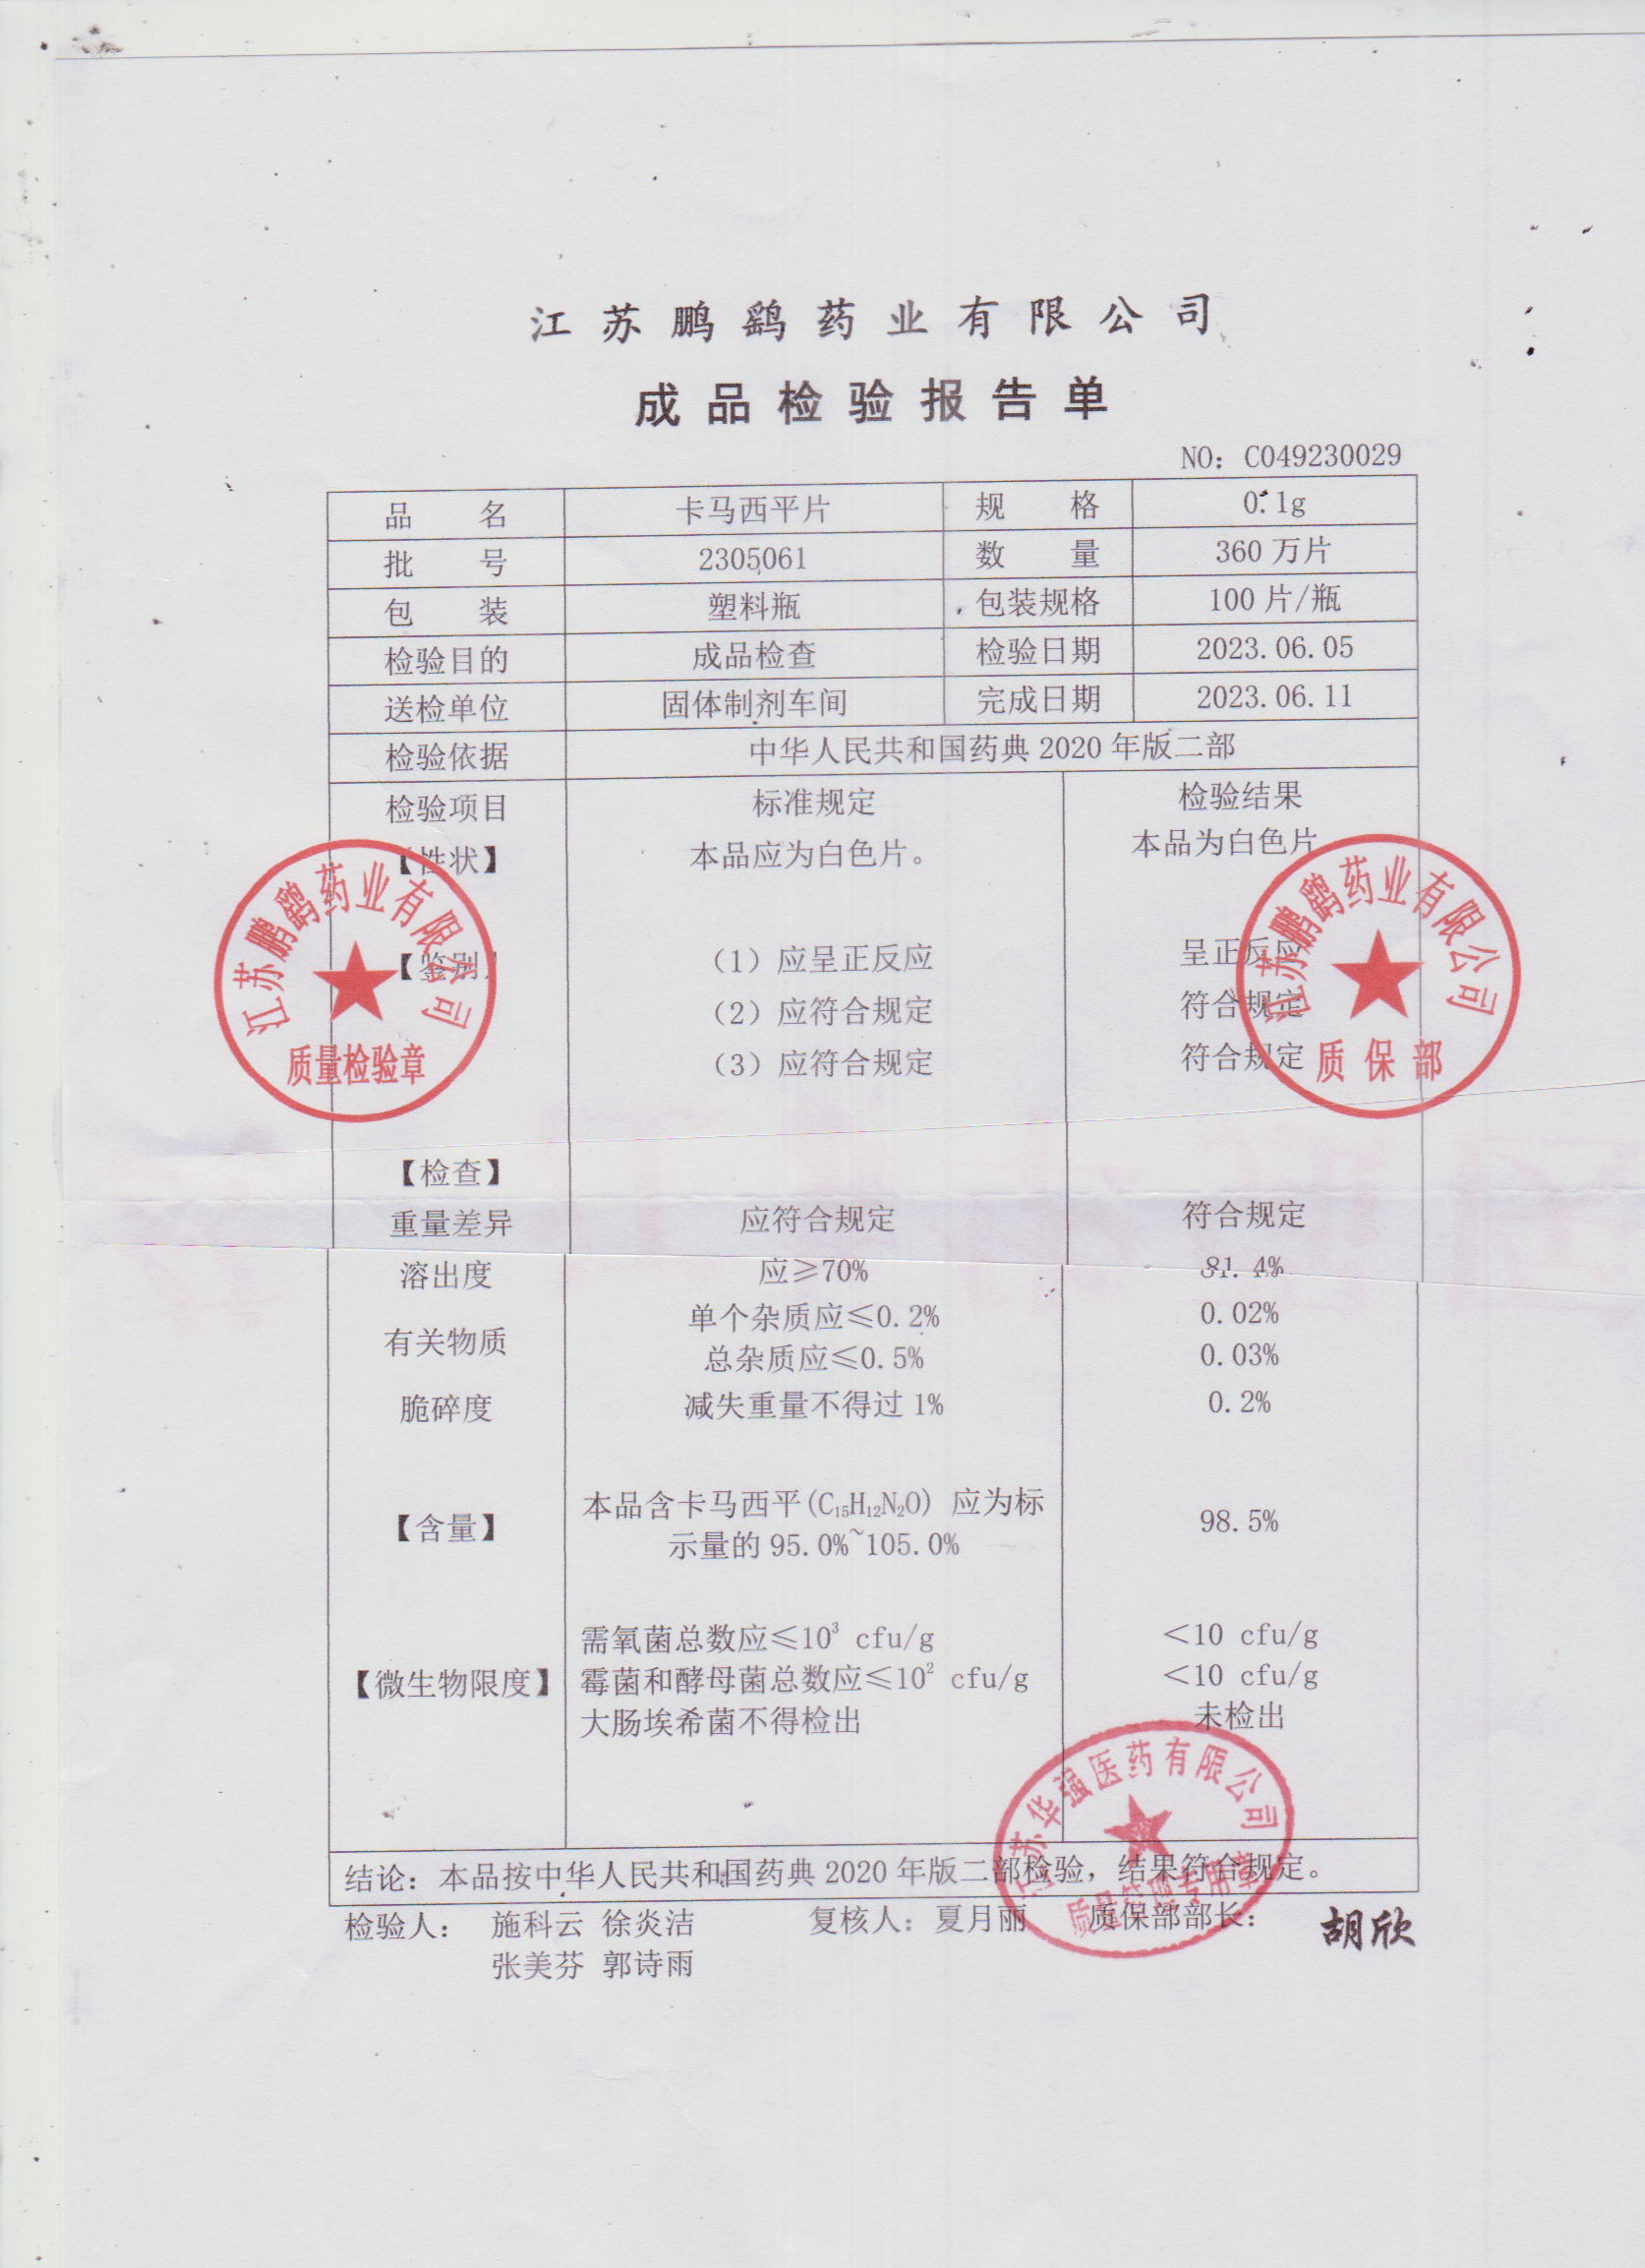 江苏鹏鹞药业有限公司
成品检验报告单
NO: C049230029
品 名 卡马西平片 规 格 0.1g
批 号 2305061 数 量 360万片
包 装 塑料瓶 包装规格 100片/瓶
检验目的 成品检查 检验日期 2023.06.05
送检单位 固体制剂车间 完成日期 2023.06.11
检验依据 中华人民共和国药典2020年版二部
检验项目 标准规定 检验结果
【性状】 本品应为白色片。 本品为白色片
【鉴别】 (1)应呈正反应 呈正反应
(2)应符合规定 符合规定
(3)应符合规定 符合规定
江苏鹏鹞药业有限公司
质量检验章
江苏鹏鹞药业有限公司
质保部
【检查】
重量差异 应符合规定 符合规定
溶出度 应≥70% 81.4%
有关物质 单个杂质应≤0.2% 0.02%
总杂质应≤0.5% 0.03%
脆碎度 减失重量不得过1% 0.2%
【含量】 本品含卡马西平(C₁₅H₁₂N₂O) 应为标 98.5%
示量的95.0%~105.0%
【微生物限度】 需氧菌总数应≤10³ cfu/g <10 cfu/g
霉菌和酵母菌总数应≤10² cfu/g <10 cfu/g
大肠埃希菌不得检出 未检出
江苏华强医药有限公司
专用章
结论：本品按中华人民共和国药典2020年版二部检验，结果符合规定。
检验人： 施科云 徐炎洁 复核人：夏月丽 质保部部长： 胡欣
张美芬 郭诗雨